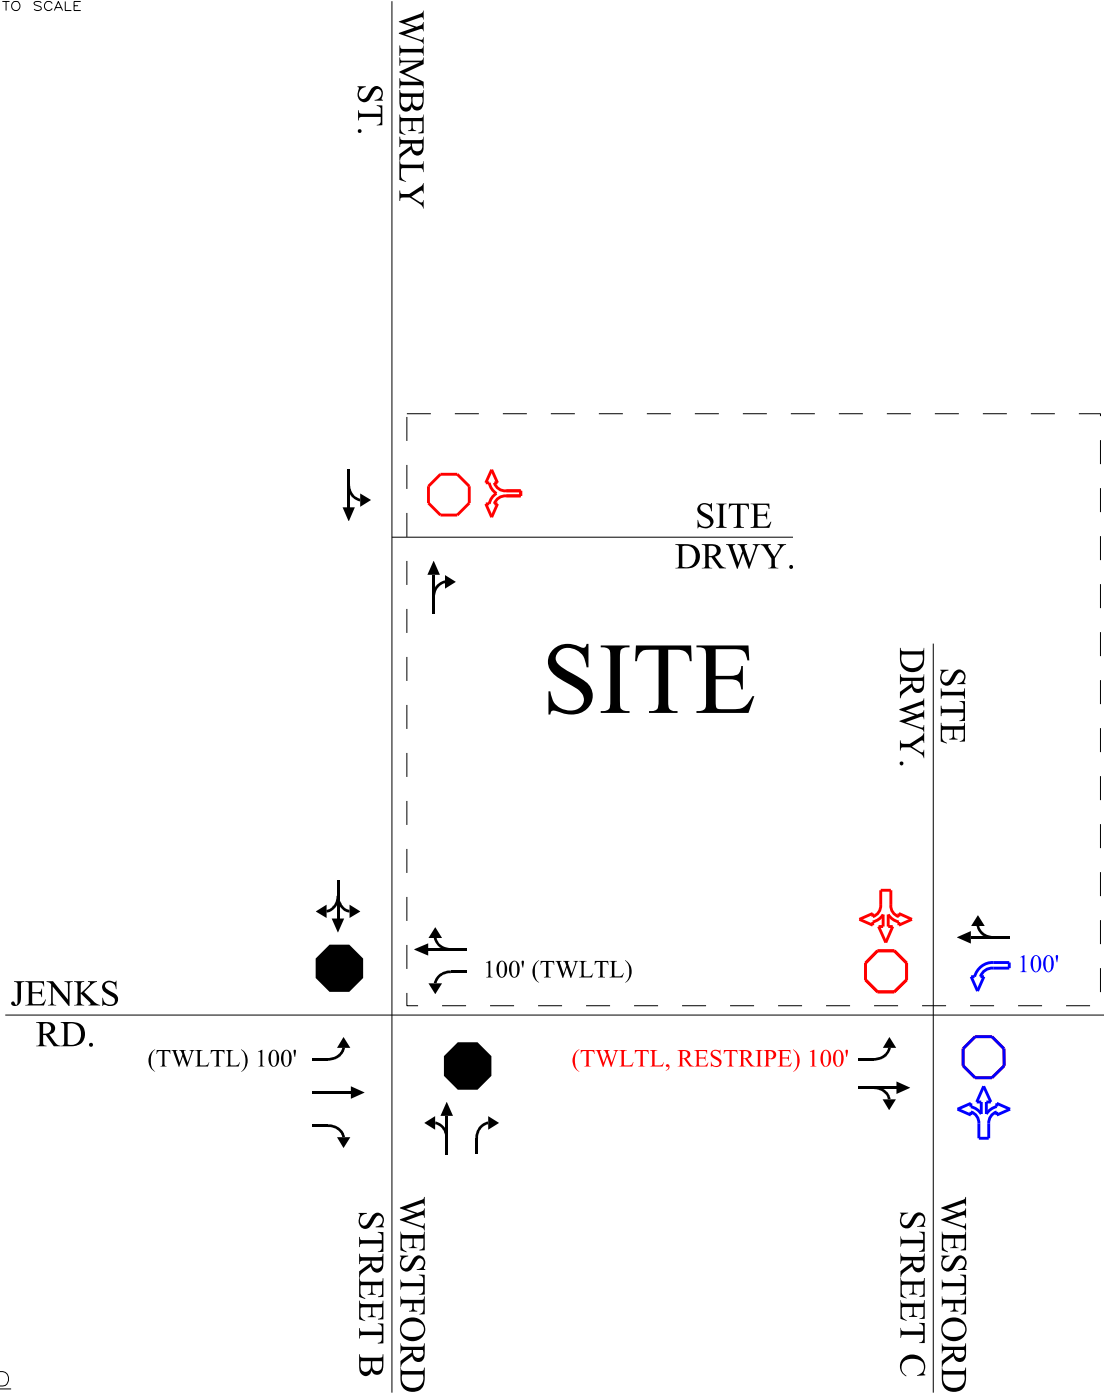 TO SCALE
WIMBERLY
ST.
SITE
DRWY.
SITE
SITE
DRWY.
100' (TWLTL)
100'
JENKS
RD.
(TWLTL) 100'
(TWLTL, RESTRIPE) 100'
WESTFORD
STREET B
WESTFORD
STREET C